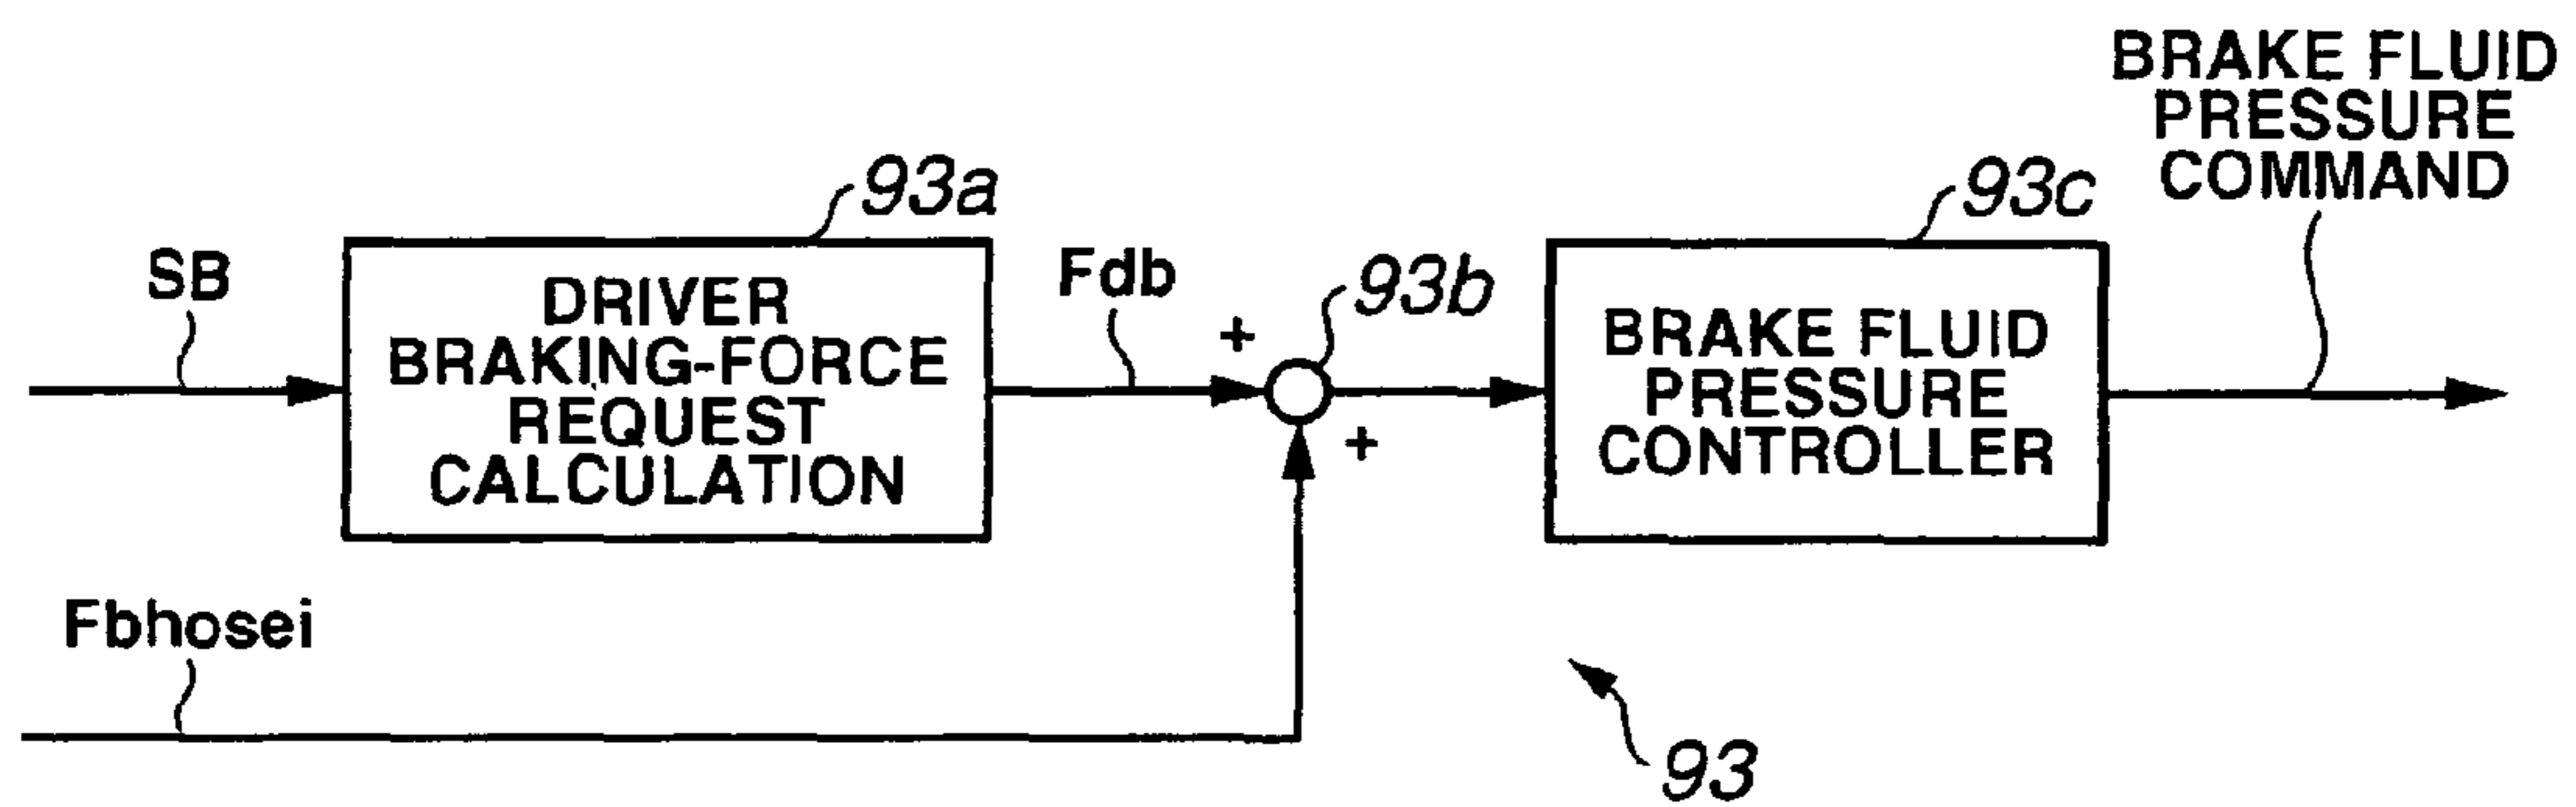 BRAKE FLUID
PRESSURE
COMMAND
93a
93c
SB
DRIVER
BRAKING-FORCE
REQUEST
CALCULATION
Fdb
+
93b
+
BRAKE FLUID
PRESSURE
CONTROLLER
Fbhosei
93